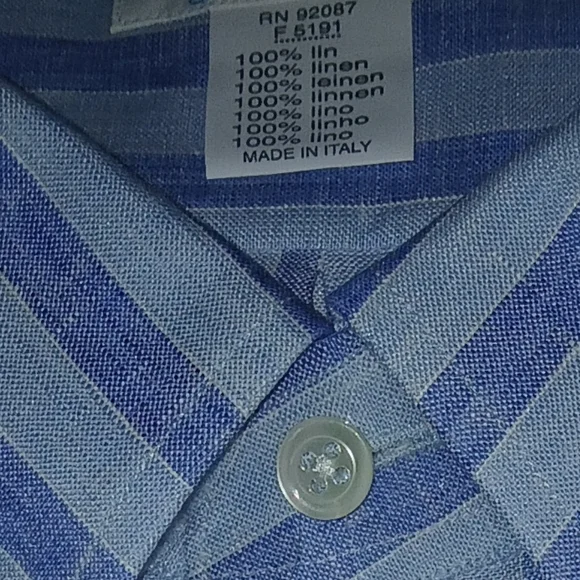 RN 92087
F 5191
100% lin
100% linen
100% leinen
100% linnen
100% lino
100% linho
100% lino
MADE IN ITALY